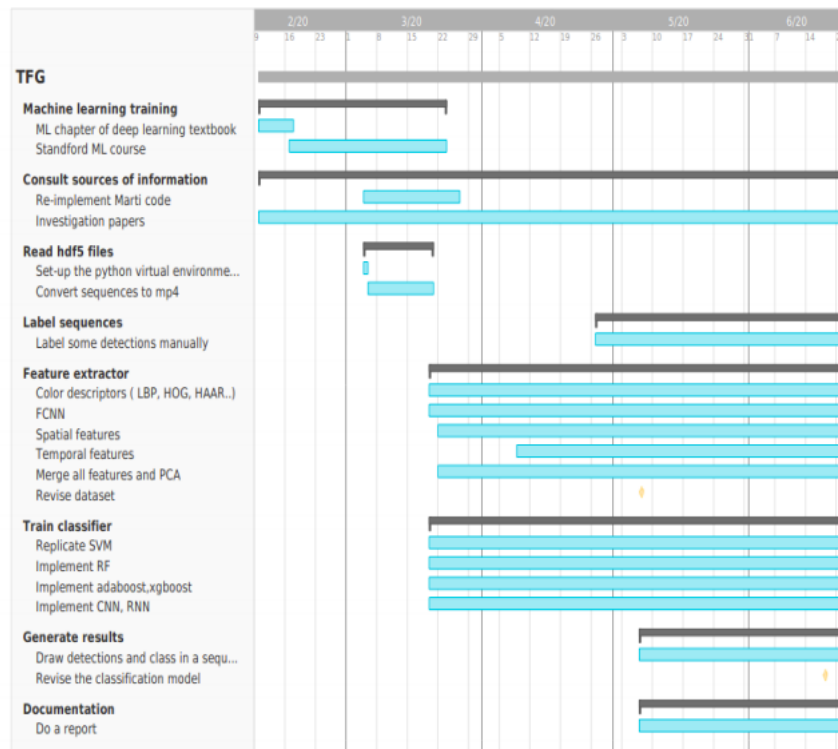 2/20 3/20 4/20 5/20 6/20
9 16 23 1 8 15 22 29 5 12 19 26 3 10 17 24 31 7 14
TFG
Machine learning training
ML chapter of deep learning textbook
Standford ML course
Consult sources of information
Re-implement Marti code
Investigation papers
Read hdf5 files
Set-up the python virtual environme...
Convert sequences to mp4
Label sequences
Label some detections manually
Feature extractor
Color descriptors ( LBP, HOG, HAAR..)
FCNN
Spatial features
Temporal features
Merge all features and PCA
Revise dataset
Train classifier
Replicate SVM
Implement RF
Implement adaboost,xgboost
Implement CNN, RNN
Generate results
Draw detections and class in a sequ...
Revise the classification model
Documentation
Do a report